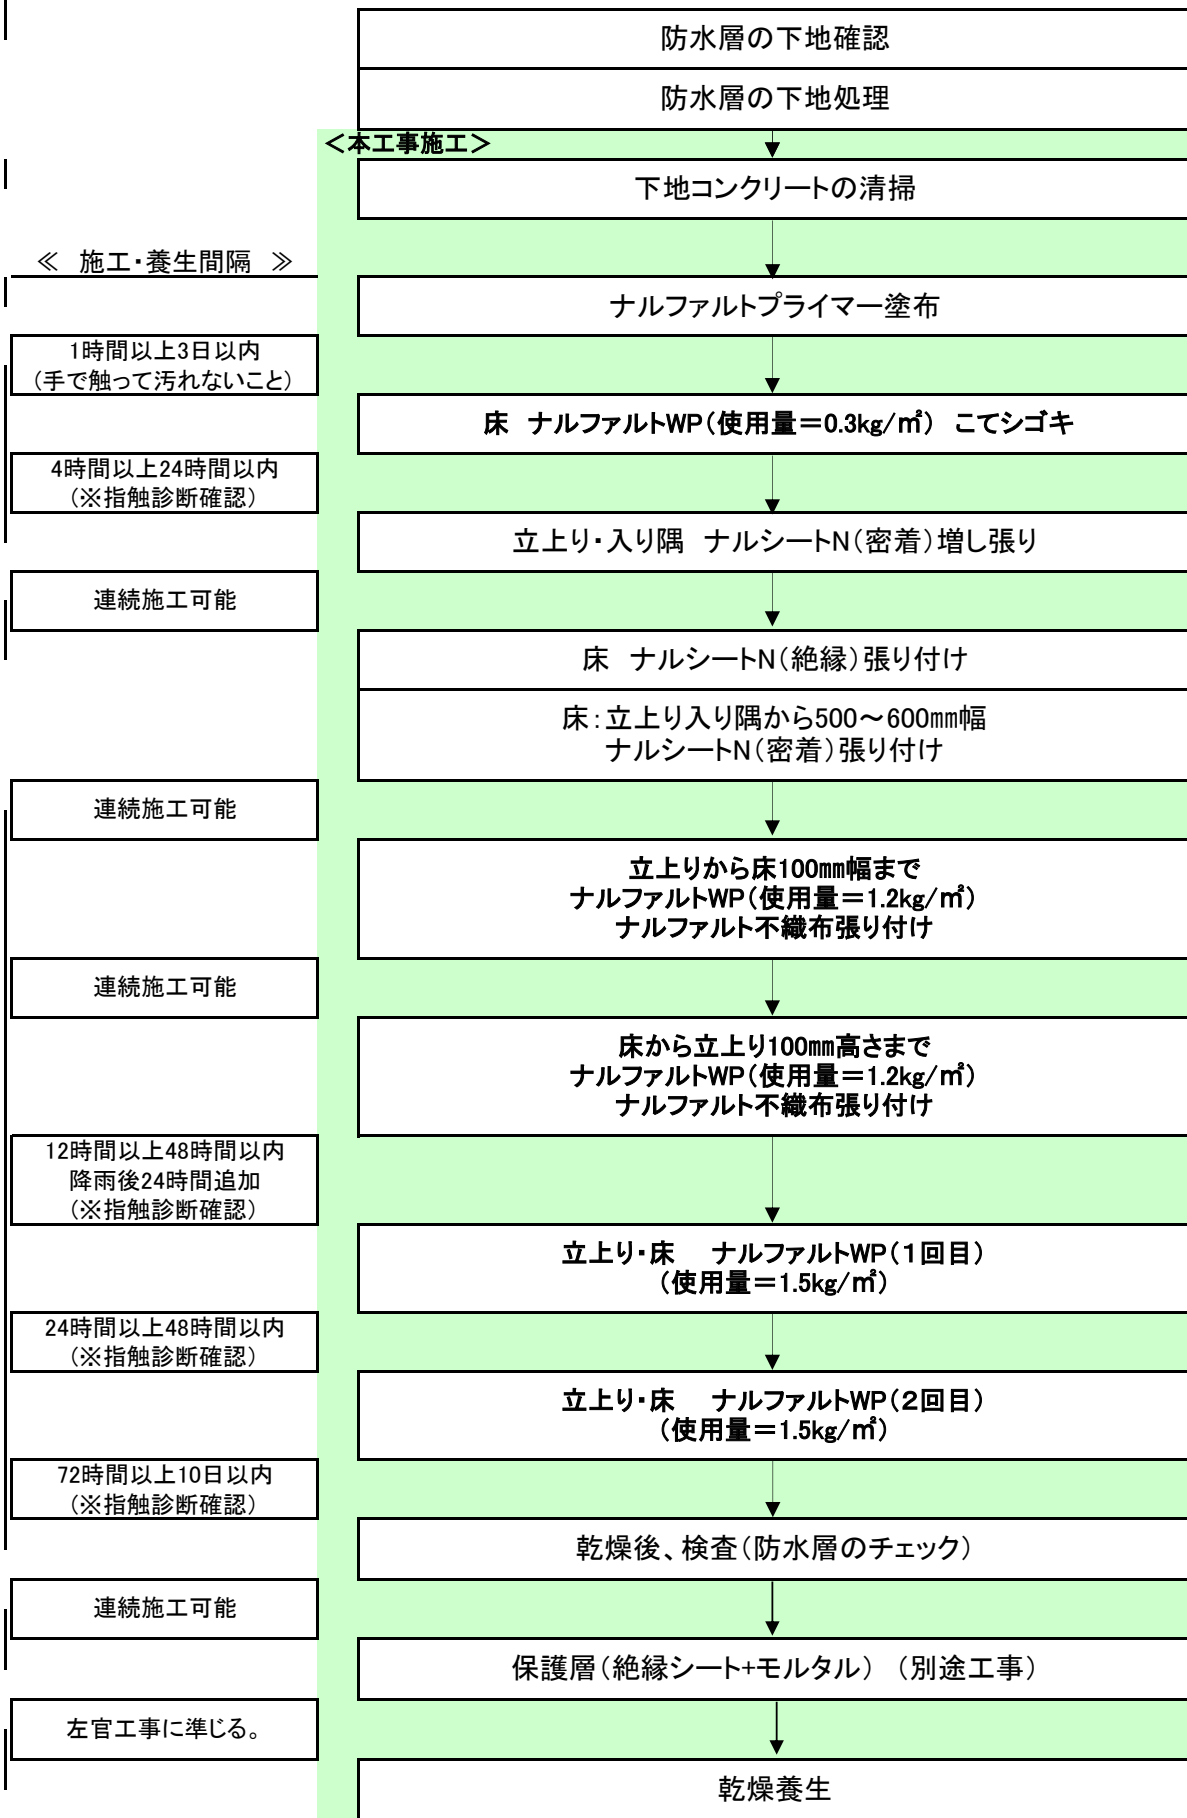 防水層の下地確認
防水層の下地処理
＜本工事施工＞
下地コンクリートの清掃
≪　施工・養生間隔　≫
ナルファルトプライマー塗布
1時間以上3日以内
（手で触って汚れないこと）
床　ナルファルトWP（使用量＝0.3kg/㎡）　こてシゴキ
4時間以上24時間以内
（※指触診断確認）
立上り・入り隅　ナルシートN（密着）増し張り
連続施工可能
床　ナルシートN（絶縁）張り付け
床：立上り入り隅から500～600㎜幅
ナルシートN（密着）張り付け
連続施工可能
立上りから床100㎜幅まで
ナルファルトWP（使用量＝1.2kg/㎡）
ナルファルト不織布張り付け
連続施工可能
床から立上り100㎜高さまで
ナルファルトWP（使用量＝1.2kg/㎡）
ナルファルト不織布張り付け
12時間以上48時間以内
降雨後24時間追加
（※指触診断確認）
立上り・床　ナルファルトWP（１回目）
（使用量＝1.5kg/㎡）
24時間以上48時間以内
（※指触診断確認）
立上り・床　ナルファルトWP（２回目）
（使用量＝1.5kg/㎡）
72時間以上10日以内
（※指触診断確認）
乾燥後、検査（防水層のチェック）
連続施工可能
保護層（絶縁シート+モルタル）　（別途工事）
左官工事に準じる。
乾燥養生